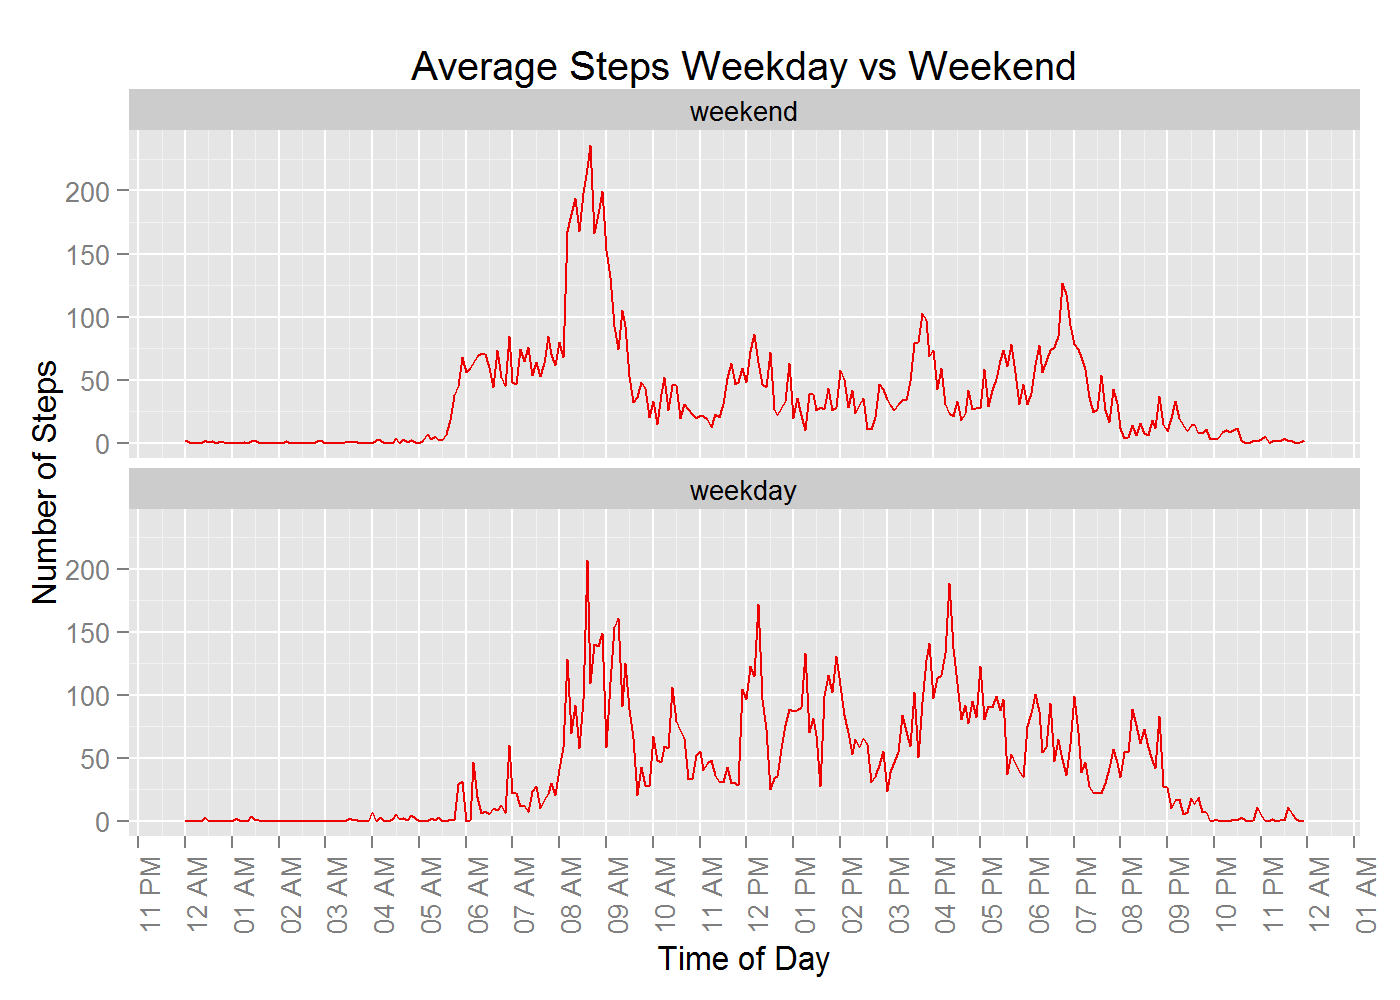 Average Steps Weekday vs Weekend
weekend
200
150
100
50
0
weekday
200
150
100
50
0
Number of Steps
11 PM
12 AM
01 AM
02 AM
03 AM
04 AM
05 AM
06 AM
07 AM
08 AM
09 AM
10 AM
11 AM
12 PM
01 PM
02 PM
03 PM
04 PM
05 PM
06 PM
07 PM
08 PM
09 PM
10 PM
11 PM
12 AM
01 AM
Time of Day